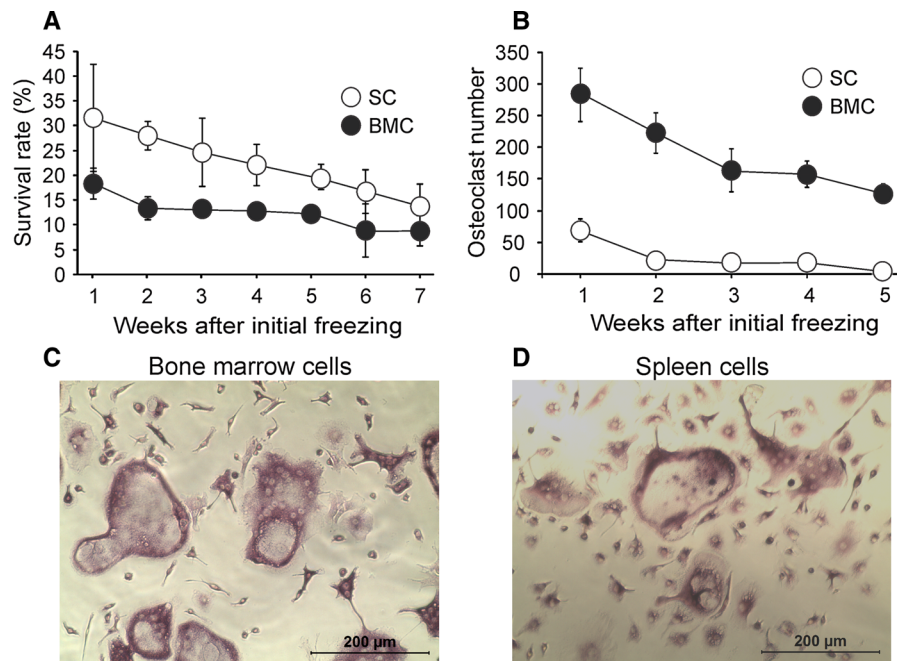 A
Survival rate (%)
45
40
35
30
25
20
15
10
5
0
SC
BMC
1 2 3 4 5 6 7
Weeks after initial freezing
B
Osteoclast number
350
300
250
200
150
100
50
0
SC
BMC
1 2 3 4 5
Weeks after initial freezing
C
Bone marrow cells
200 µm
D
Spleen cells
200 µm